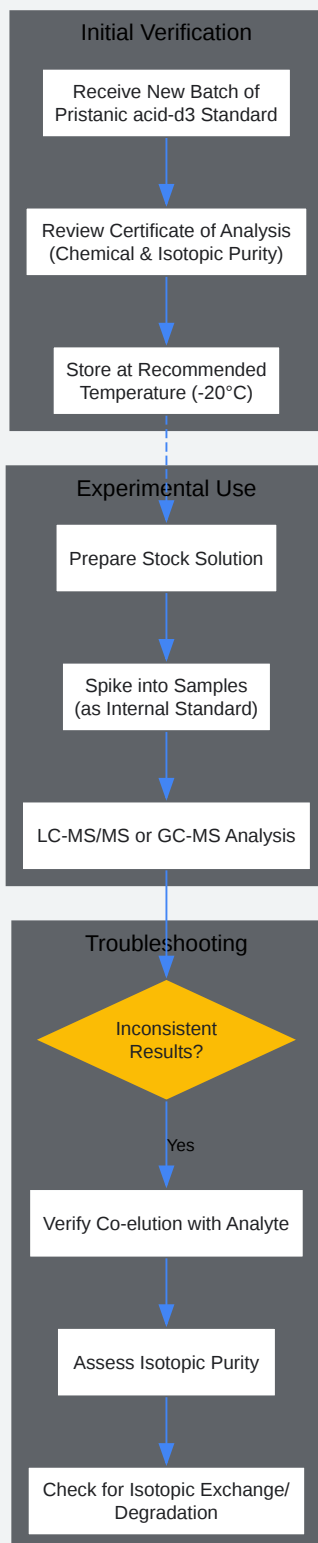 Initial Verification
Receive New Batch of
Pristanic acid-d3 Standard
Review Certificate of Analysis
(Chemical & Isotopic Purity)
Store at Recommended
Temperature (-20°C)
Experimental Use
Prepare Stock Solution
Spike into Samples
(as Internal Standard)
LC-MS/MS or GC-MS Analysis
Troubleshooting
Inconsistent
Results?
Yes
Verify Co-elution with Analyte
Assess Isotopic Purity
Check for Isotopic Exchange/
Degradation